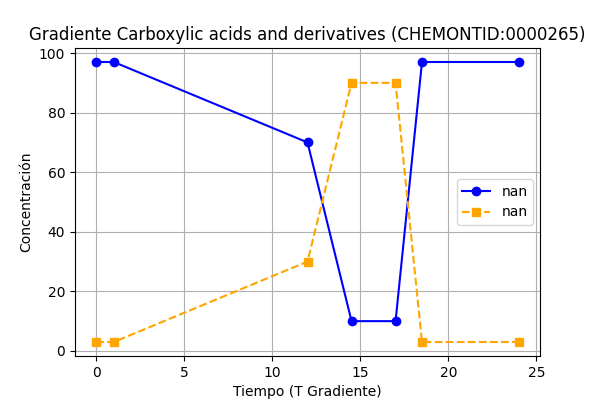 Gradiente Carboxylic acids and derivatives (CHEMONTID:0000265)
100
80
60
40
20
0
Concentración
nan
nan
0 5 10 15 20 25
Tiempo (T Gradiente)